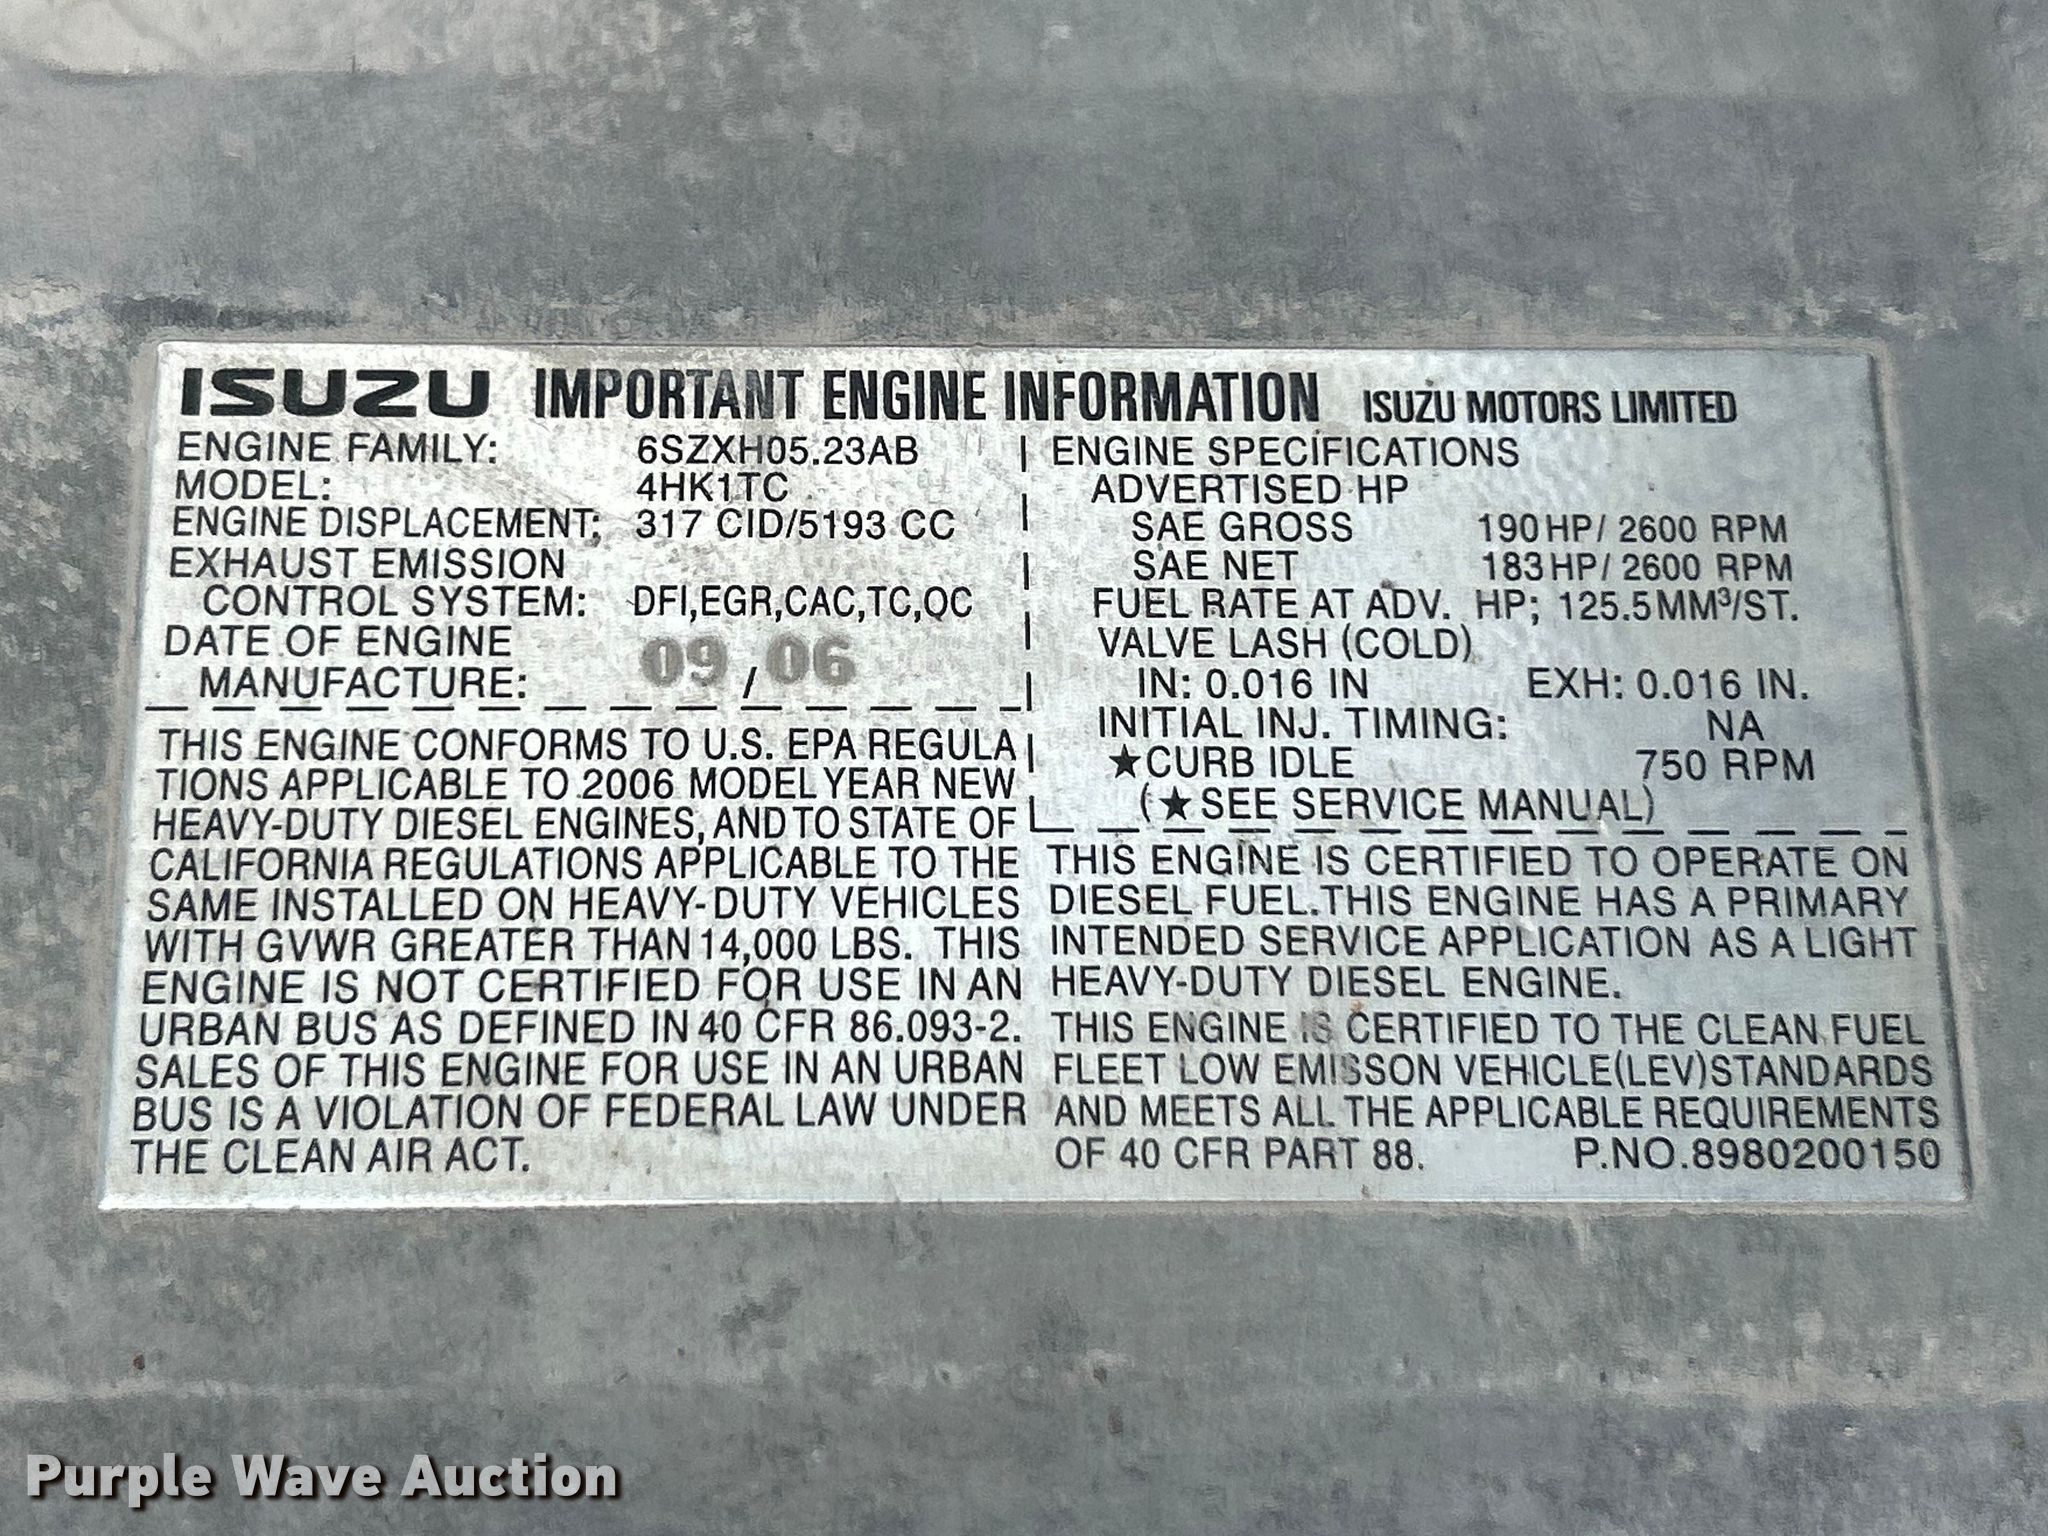 ISUZU IMPORTANT ENGINE INFORMATION ISUZU MOTORS LIMITED
ENGINE FAMILY: 6SZXH05.23AB
MODEL: 4HK1TC
ENGINE DISPLACEMENT: 317 CID/5193 CC
EXHAUST EMISSION
CONTROL SYSTEM: DFI,EGR,CAC,TC,OC
DATE OF ENGINE
MANUFACTURE: 09 / 06
THIS ENGINE CONFORMS TO U.S. EPA REGULA
TIONS APPLICABLE TO 2006 MODEL YEAR NEW
HEAVY-DUTY DIESEL ENGINES, AND TO STATE OF
CALIFORNIA REGULATIONS APPLICABLE TO THE
SAME INSTALLED ON HEAVY-DUTY VEHICLES
WITH GVWR GREATER THAN 14,000 LBS. THIS
ENGINE IS NOT CERTIFIED FOR USE IN AN
URBAN BUS AS DEFINED IN 40 CFR 86.093-2.
SALES OF THIS ENGINE FOR USE IN AN URBAN
BUS IS A VIOLATION OF FEDERAL LAW UNDER
THE CLEAN AIR ACT.
ENGINE SPECIFICATIONS
ADVERTISED HP
SAE GROSS 190 HP/ 2600 RPM
SAE NET 183 HP/ 2600 RPM
FUEL RATE AT ADV. HP; 125.5 MM³/ST.
VALVE LASH (COLD)
IN: 0.016 IN EXH: 0.016 IN.
INITIAL INJ. TIMING: NA
★CURB IDLE 750 RPM
(★SEE SERVICE MANUAL)
THIS ENGINE IS CERTIFIED TO OPERATE ON
DIESEL FUEL. THIS ENGINE HAS A PRIMARY
INTENDED SERVICE APPLICATION AS A LIGHT
HEAVY-DUTY DIESEL ENGINE.
THIS ENGINE IS CERTIFIED TO THE CLEAN FUEL
FLEET LOW EMISSON VEHICLE(LEV)STANDARDS
AND MEETS ALL THE APPLICABLE REQUIREMENTS
OF 40 CFR PART 88. P.NO.8980200150
Purple Wave Auction